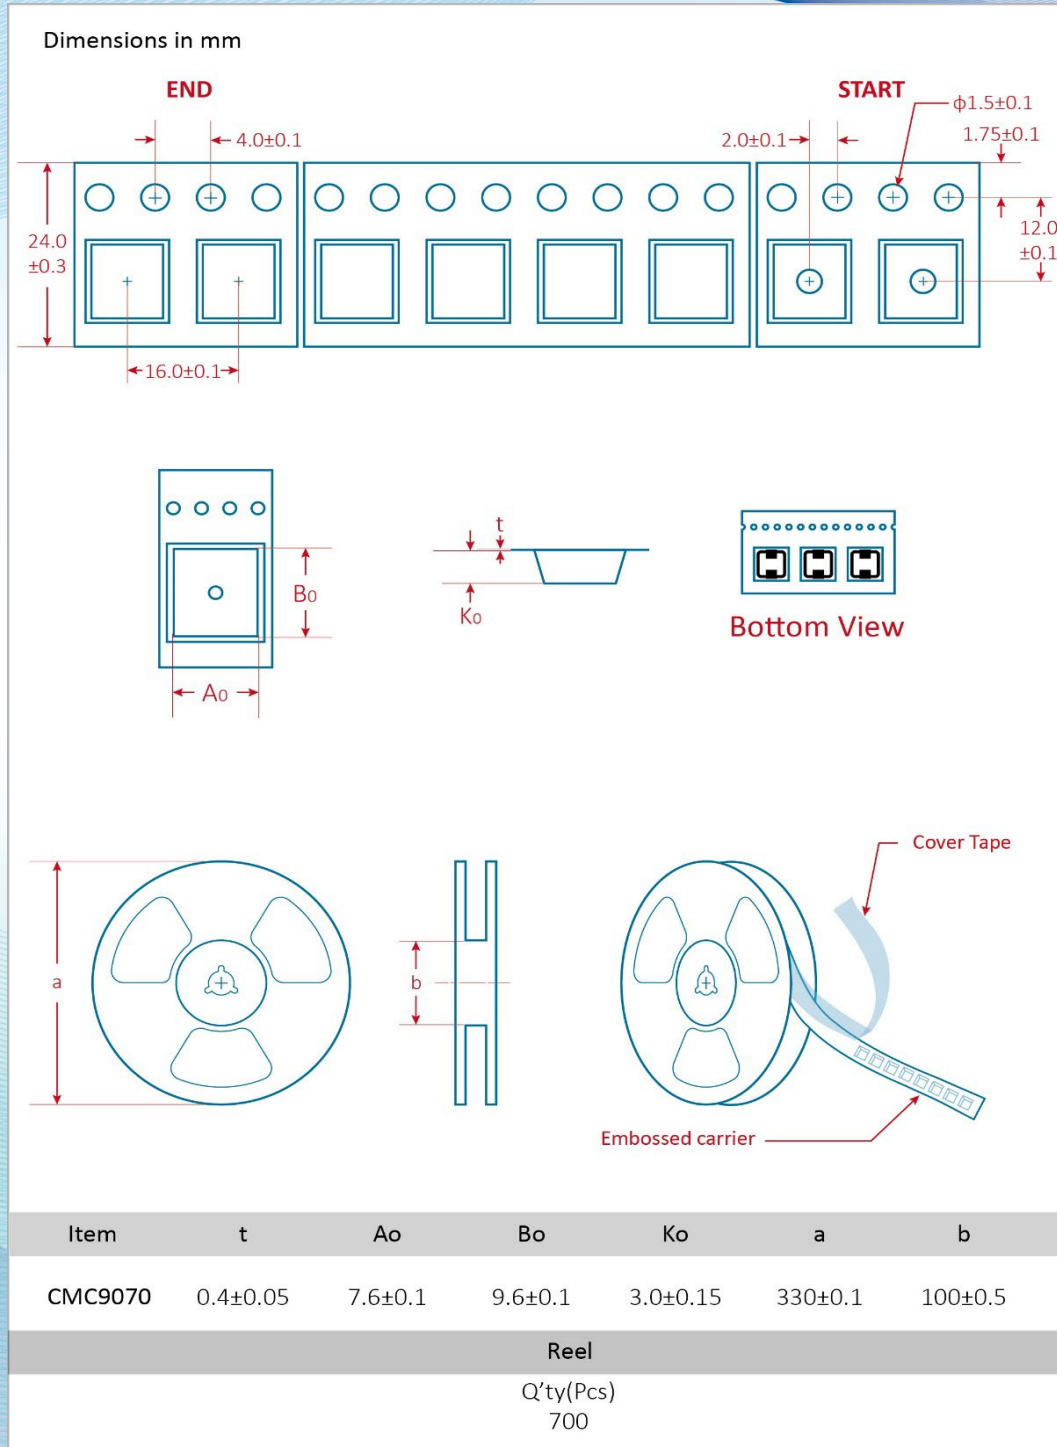 Dimensions in mm
END
START
4.0±0.1
2.0±0.1
ϕ1.5±0.1
1.75±0.1
24.0
±0.3
12.0
±0.1
16.0±0.1
t
B0
K0
A0
Bottom View
Cover Tape
a
b
Embossed carrier
Item t Ao Bo Ko a b
CMC9070 0.4±0.05 7.6±0.1 9.6±0.1 3.0±0.15 330±0.1 100±0.5
Reel
Q'ty(Pcs)
700